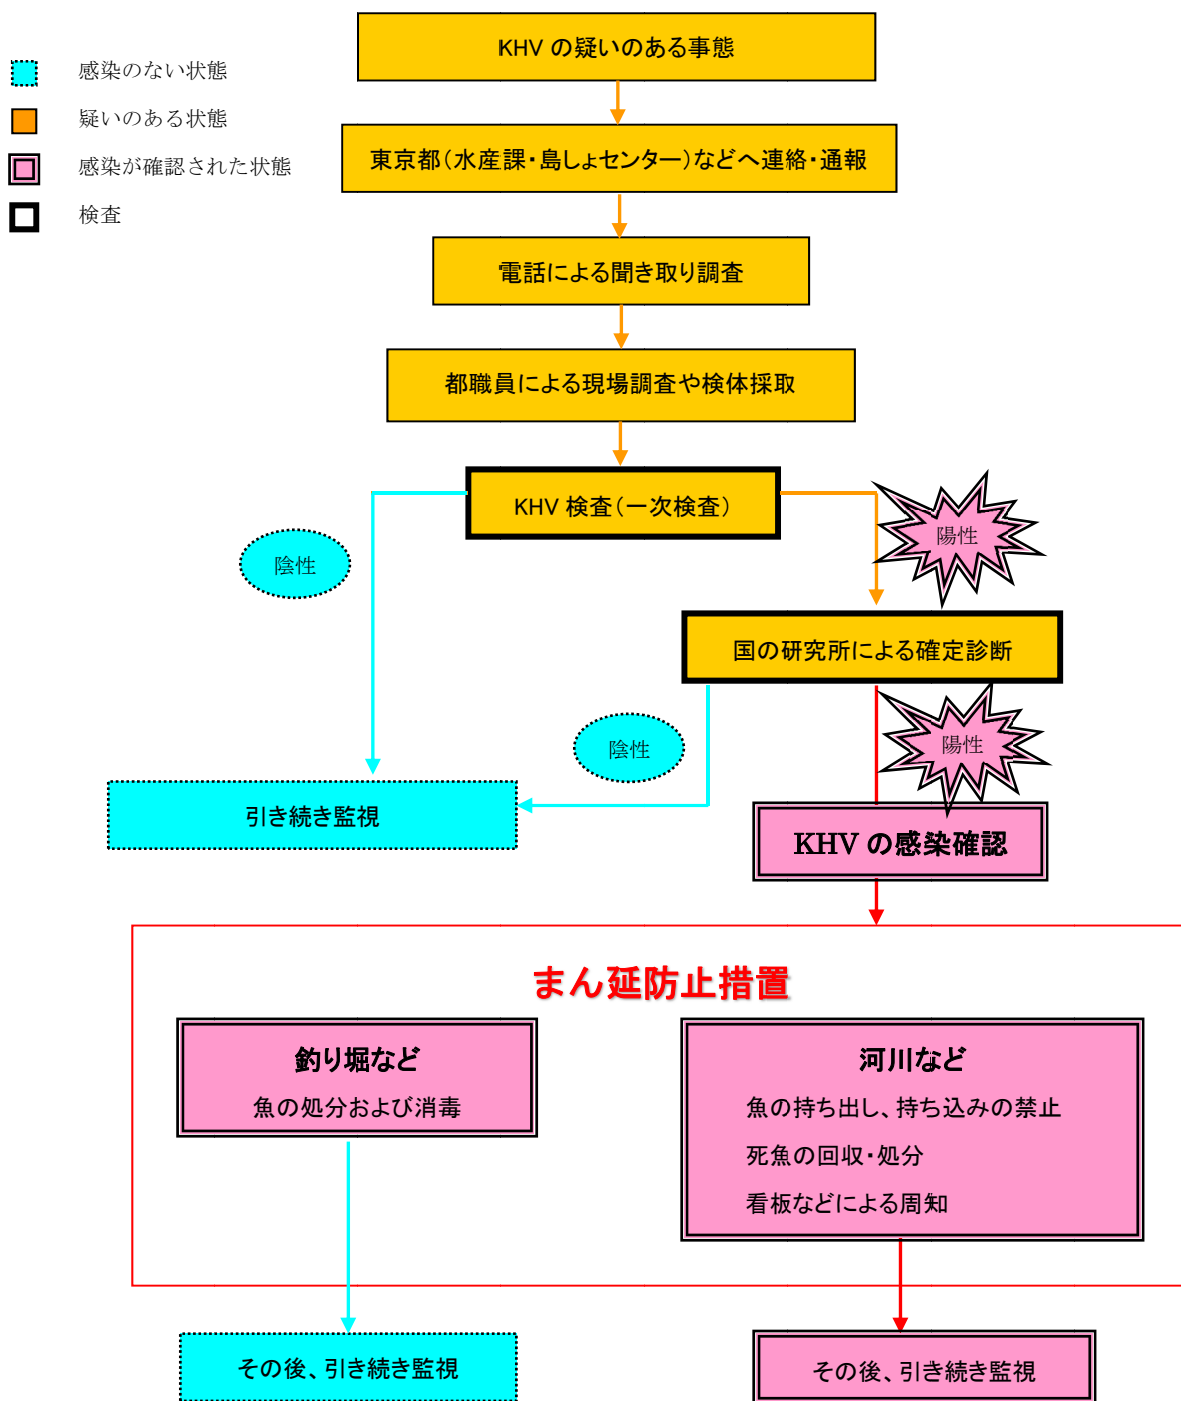 KHV の疑いのある事態
感染のない状態
疑いのある状態
感染が確認された状態
検査
東京都（水産課・島しょセンター）などへ連絡・通報
電話による聞き取り調査
都職員による現場調査や検体採取
KHV 検査（一次検査）
陽性
陰性
国の研究所による確定診断
陰性
陽性
引き続き監視
KHV の感染確認
まん延防止措置
釣り堀など
魚の処分および消毒
河川など
魚の持ち出し、持ち込みの禁止
死魚の回収・処分
看板などによる周知
その後、引き続き監視
その後、引き続き監視